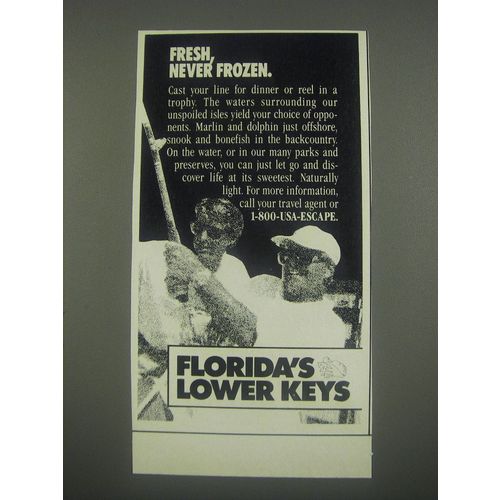 FRESH,
NEVER FROZEN.
Cast your line for dinner or reel in a
trophy. The waters surrounding our
unspoiled isles yield your choice of oppo-
nents. Marlin and dolphin just offshore,
snook and bonefish in the backcountry.
On the water, or in our many parks and
preserves, you can just let go and dis-
cover life at its sweetest. Naturally
light. For more information,
call your travel agent or
1-800-USA-ESCAPE.
FLORIDA'S
LOWER KEYS